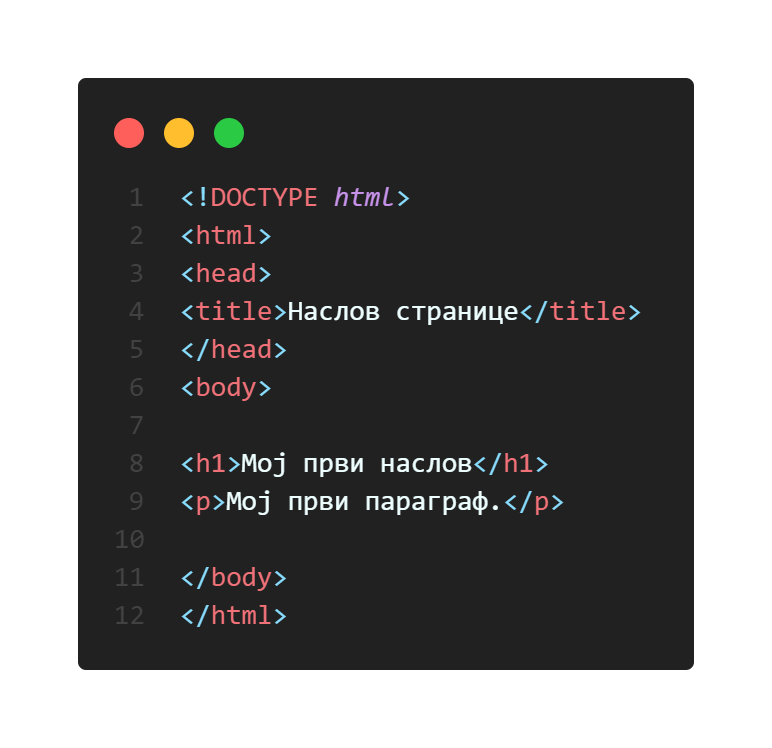 1 <!DOCTYPE html>
2 <html>
3 <head>
4 <title>Наслов странице</title>
5 </head>
6 <body>
7
8 <h1>Мој први наслов</h1>
9 <p>Мој први параграф.</p>
10
11 </body>
12 </html>